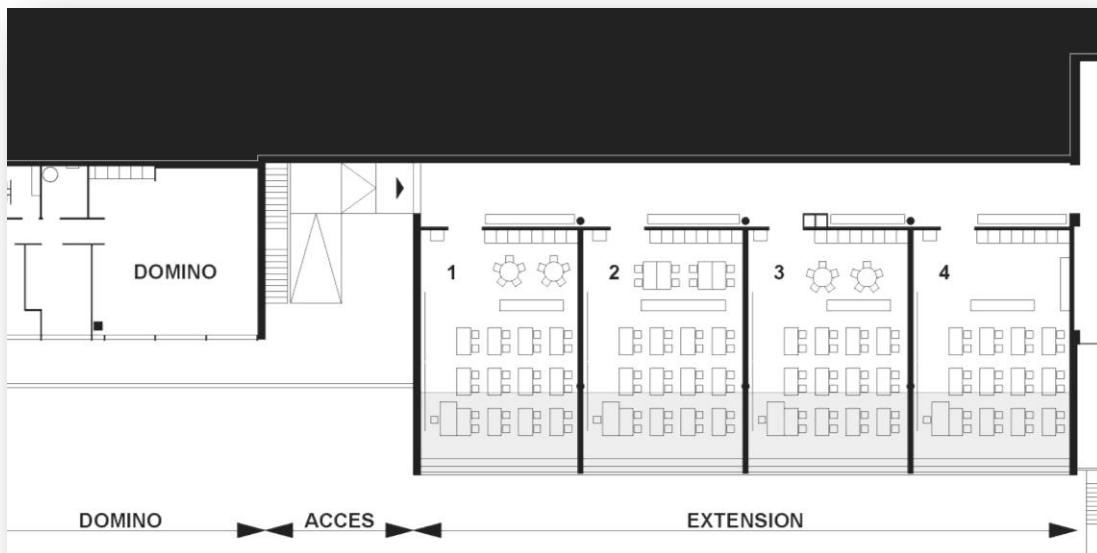 DOMINO
1
2
3
4
DOMINO
ACCES
EXTENSION